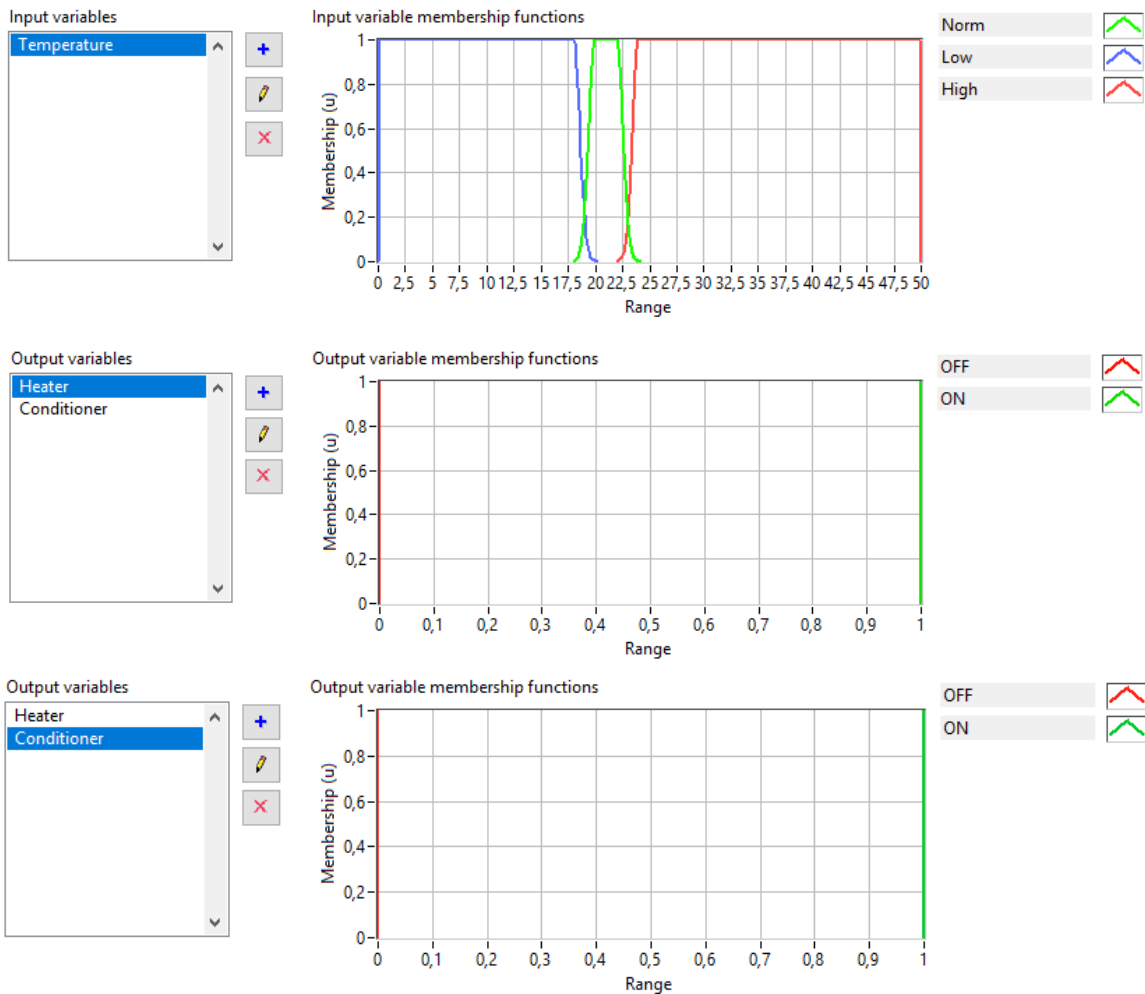 Input variables
Temperature
Input variable membership functions
Membership (u)
1
0,8
0,6
0,4
0,2
0
0 2,5 5 7,5 10 12,5 15 17,5 20 22,5 25 27,5 30 32,5 35 37,5 40 42,5 45 47,5 50
Range
Norm
Low
High
Output variables
Heater
Conditioner
Output variable membership functions
Membership (u)
1
0,8
0,6
0,4
0,2
0
0 0,1 0,2 0,3 0,4 0,5 0,6 0,7 0,8 0,9 1
Range
OFF
ON
Output variables
Heater
Conditioner
Output variable membership functions
Membership (u)
1
0,8
0,6
0,4
0,2
0
0 0,1 0,2 0,3 0,4 0,5 0,6 0,7 0,8 0,9 1
Range
OFF
ON